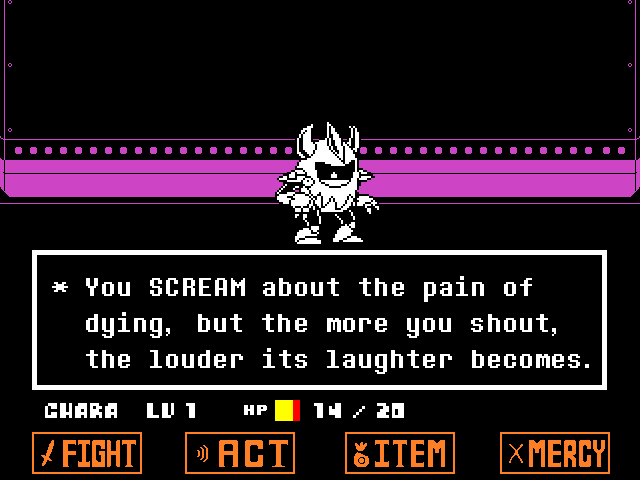 * You SCREAM about the pain of
dying, but the more you shout,
the louder its laughter becomes.
CHARA LV 1 HP 14 / 20
FIGHT ACT ITEM MERCY